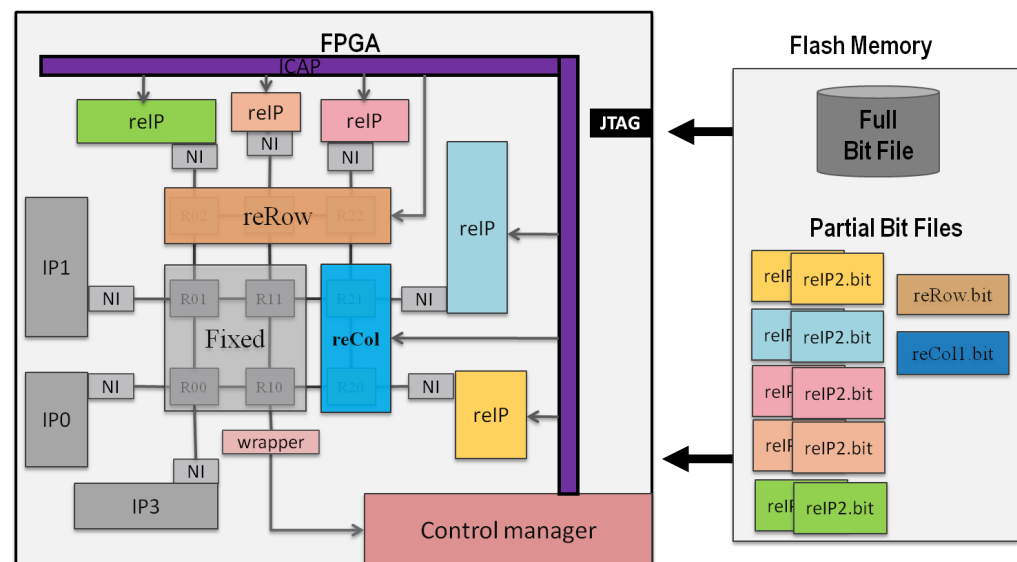 FPGA
ICAP
reIP
reIP
reIP
NI
NI
NI
R02
reRow
R22
IP1
NI
R01
R11
R21
NI
reIP
Fixed
reCol
IP0
NI
R00
R10
R20
NI
reIP
wrapper
NI
IP3
Control manager
JTAG
Flash Memory
Full
Bit File
Partial Bit Files
reIP2.bit
reRow.bit
reIP2.bit
reCol1.bit
reIP2.bit
reIP2.bit
reIP2.bit